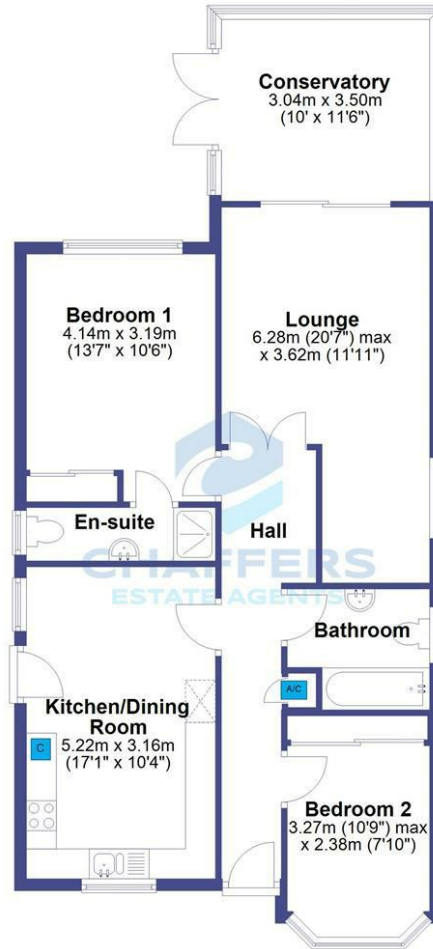 Conservatory
3.04m x 3.50m
(10' x 11'6")
Bedroom 1
4.14m x 3.19m
(13'7" x 10'6")
Lounge
6.28m (20'7") max
x 3.62m (11'11")
En-suite
Hall
CHAFFERS
ESTATE AGENTS
Bathroom
A/C
Kitchen/Dining
Room
5.22m x 3.16m
(17'1" x 10'4")
C
Bedroom 2
3.27m (10'9") max
x 2.38m (7'10")